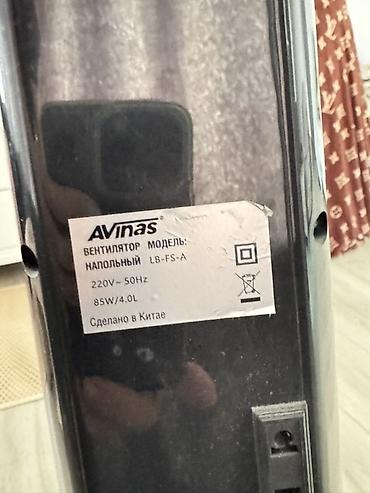 AVinas®
ВЕНТИЛЯТОР МОДЕЛЬ:
НАПОЛЬНЫЙ LB-FS-A
220V~ 50Hz
85W/4.0L
Сделано в Китае